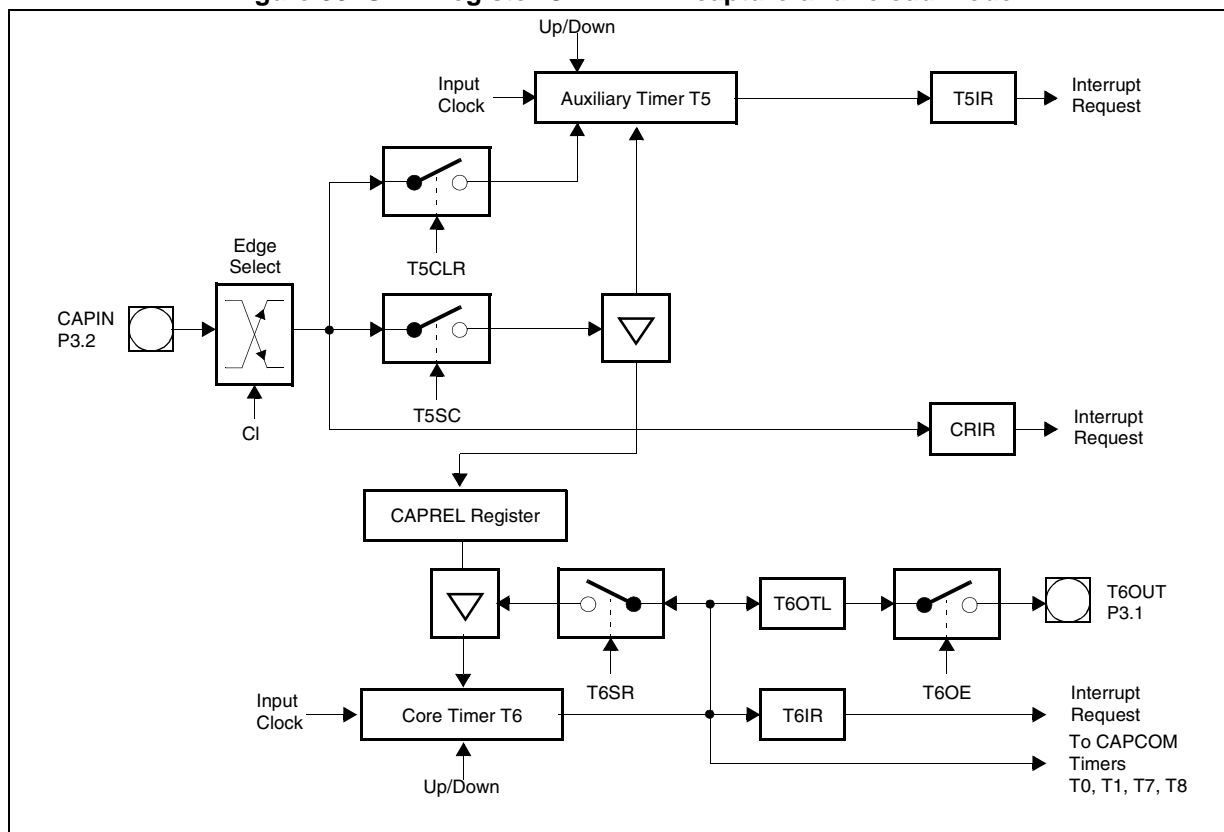 Up/Down
Input
Clock
Auxiliary Timer T5
T5IR
Interrupt
Request
T5CLR
Edge
Select
CAPIN
P3.2
CI
T5SC
CRIR
Interrupt
Request
CAPREL Register
T6OTL
T6OUT
P3.1
T6SR
T6OE
Input
Clock
Core Timer T6
T6IR
Interrupt
Request
Up/Down
To CAPCOM
Timers
T0, T1, T7, T8